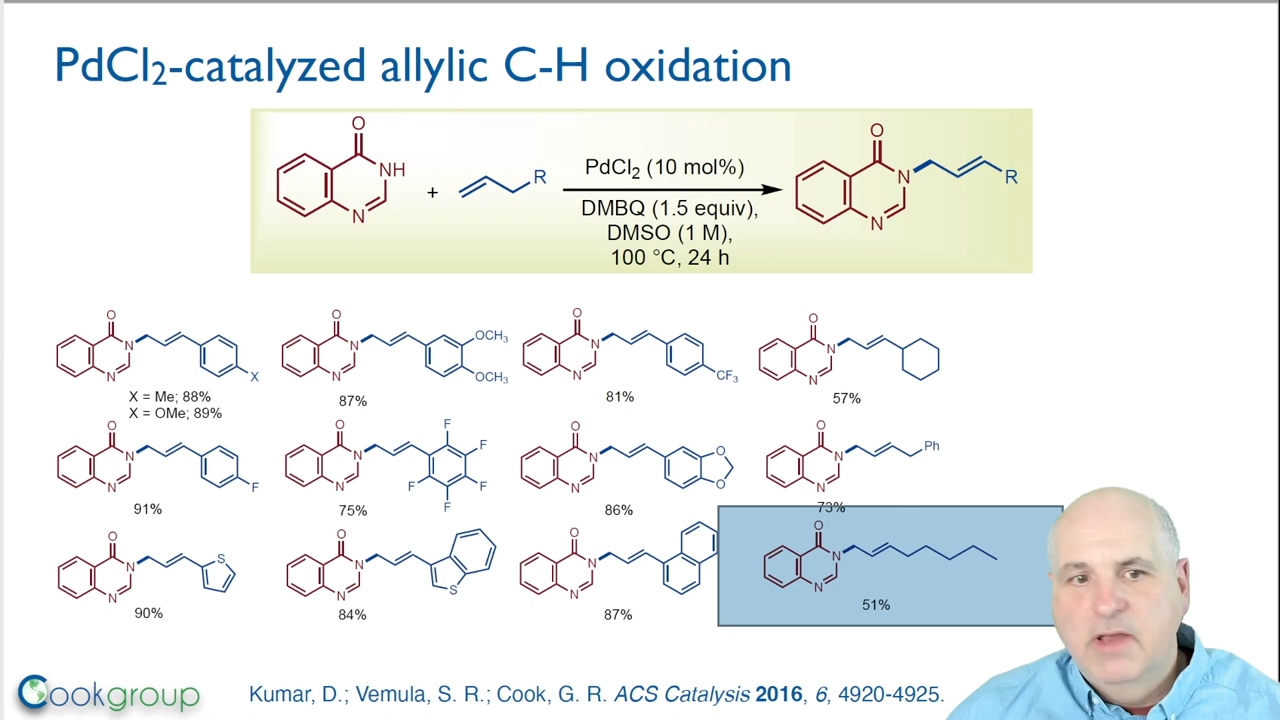 PdCl₂-catalyzed allylic C-H oxidation
O
NH
N
+
R
PdCl₂ (10 mol%)
DMBQ (1.5 equiv),
DMSO (1 M),
100 °C, 24 h
O
N
N
R
O
N
N
X
X = Me; 88%
X = OMe; 89%
O
N
N
OCH₃
OCH₃
87%
O
N
N
CF₃
81%
O
N
N
57%
O
N
N
F
91%
O
N
N
F
F
F
F
F
75%
O
N
N
O
O
86%
O
N
N
Ph
73%
O
N
N
S
90%
O
N
N
S
84%
O
N
N
87%
O
N
N
51%
Cookgroup
Kumar, D.; Vemula, S. R.; Cook, G. R. ACS Catalysis 2016, 6, 4920-4925.